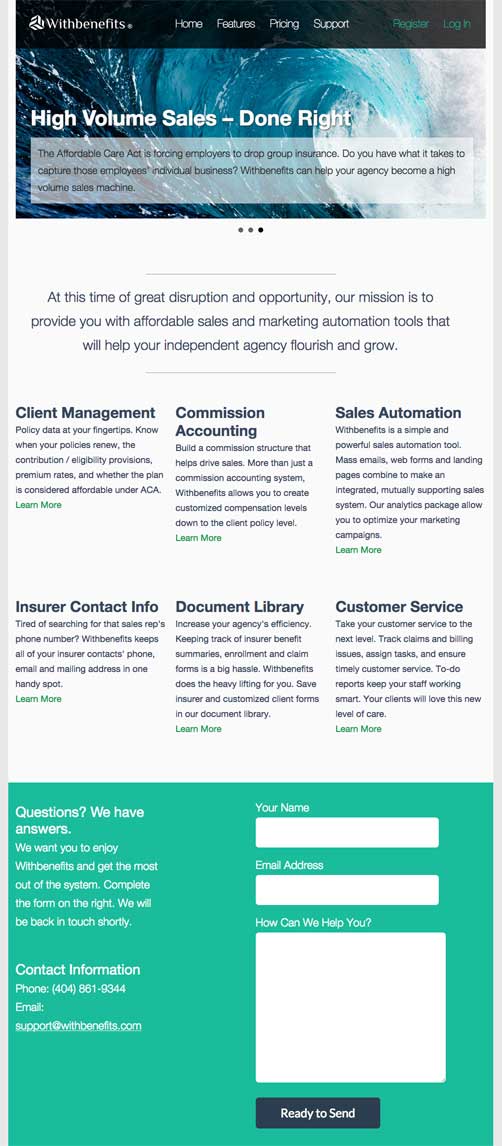 Withbenefits ®
Home Features Pricing Support Register Log In
High Volume Sales – Done Right
The Affordable Care Act is forcing employers to drop group insurance. Do you have what it takes to
capture those employees' individual business? Withbenefits can help your agency become a high
volume sales machine.
At this time of great disruption and opportunity, our mission is to
provide you with affordable sales and marketing automation tools that
will help your independent agency flourish and grow.
Client Management
Policy data at your fingertips. Know
when your policies renew, the
contribution / eligibility provisions,
premium rates, and whether the plan
is considered affordable under ACA.
Learn More
Commission
Accounting
Build a commission structure that
helps drive sales. More than just a
commission accounting system,
Withbenefits allows you to create
customized compensation levels
down to the client policy level.
Learn More
Sales Automation
Withbenefits is a simple and
powerful sales automation tool.
Mass emails, web forms and landing
pages combine to make an
integrated, mutually supporting sales
system. Our analytics package allow
you to optimize your marketing
campaigns.
Learn More
Insurer Contact Info
Tired of searching for that sales rep's
phone number? Withbenefits keeps
all of your insurer contacts' phone,
email and mailing address in one
handy spot.
Learn More
Document Library
Increase your agency's efficiency.
Keeping track of insurer benefit
summaries, enrollment and claim
forms is a big hassle. Withbenefits
does the heavy lifting for you. Save
insurer and customized client forms
in our document library.
Learn More
Customer Service
Take your customer service to the
next level. Track claims and billing
issues, assign tasks, and ensure
timely customer service. To-do
reports keep your staff working
smart. Your clients will love this new
level of care.
Learn More
Questions? We have
answers.
We want you to enjoy
Withbenefits and get the most
out of the system. Complete
the form on the right. We will
be back in touch shortly.
Contact Information
Phone: (404) 861-9344
Email:
support@withbenefits.com
Your Name
Email Address
How Can We Help You?
Ready to Send